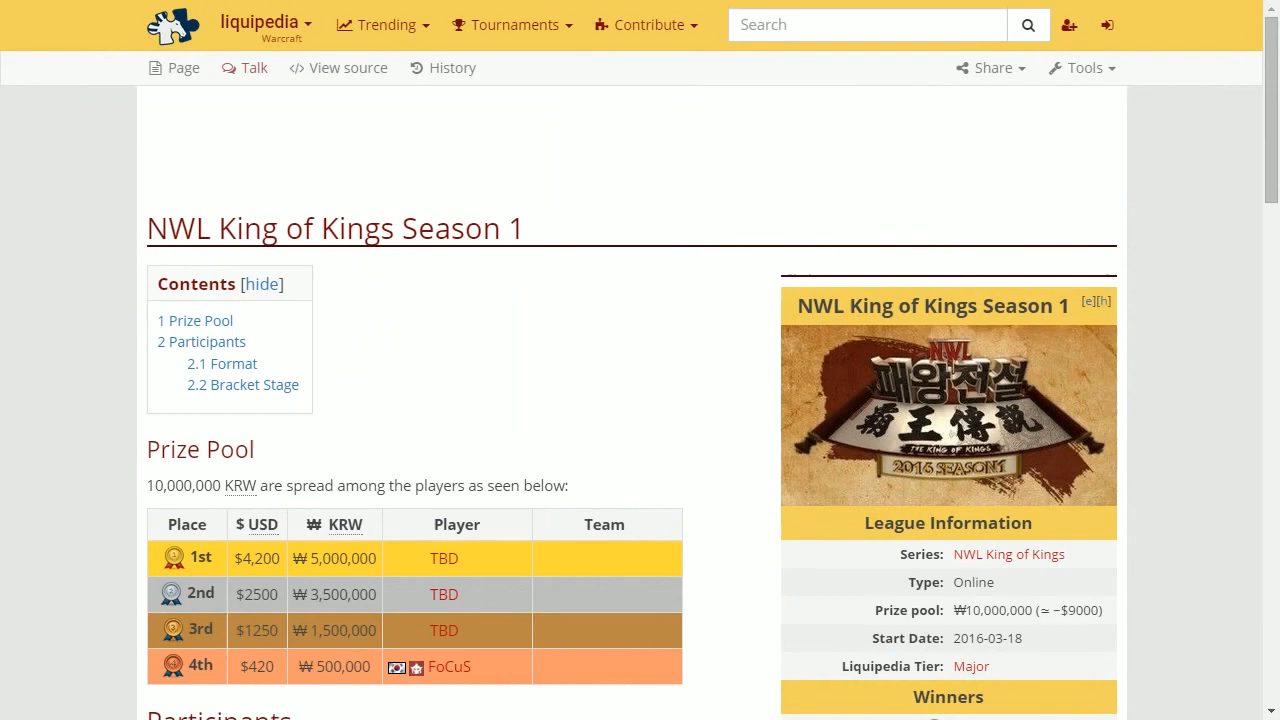 liquipedia
Warcraft
Trending
Tournaments
Contribute
Search
Page
Talk
View source
History
Share
Tools
NWL King of Kings Season 1
Contents [hide]
1 Prize Pool
2 Participants
2.1 Format
2.2 Bracket Stage
Prize Pool
10,000,000 KRW are spread among the players as seen below:
Place $ USD ₩ KRW Player Team
1st $4,200 ₩ 5,000,000 TBD
2nd $2500 ₩ 3,500,000 TBD
3rd $1250 ₩ 1,500,000 TBD
4th $420 ₩ 500,000 FoCuS
Participants
NWL King of Kings Season 1 [e][h]
NWL
패왕전설
霸王傳說
THE KING OF KINGS
2016 SEASON1
League Information
Series: NWL King of Kings
Type: Online
Prize pool: ₩10,000,000 (≃ ~$9000)
Start Date: 2016-03-18
Liquipedia Tier: Major
Winners